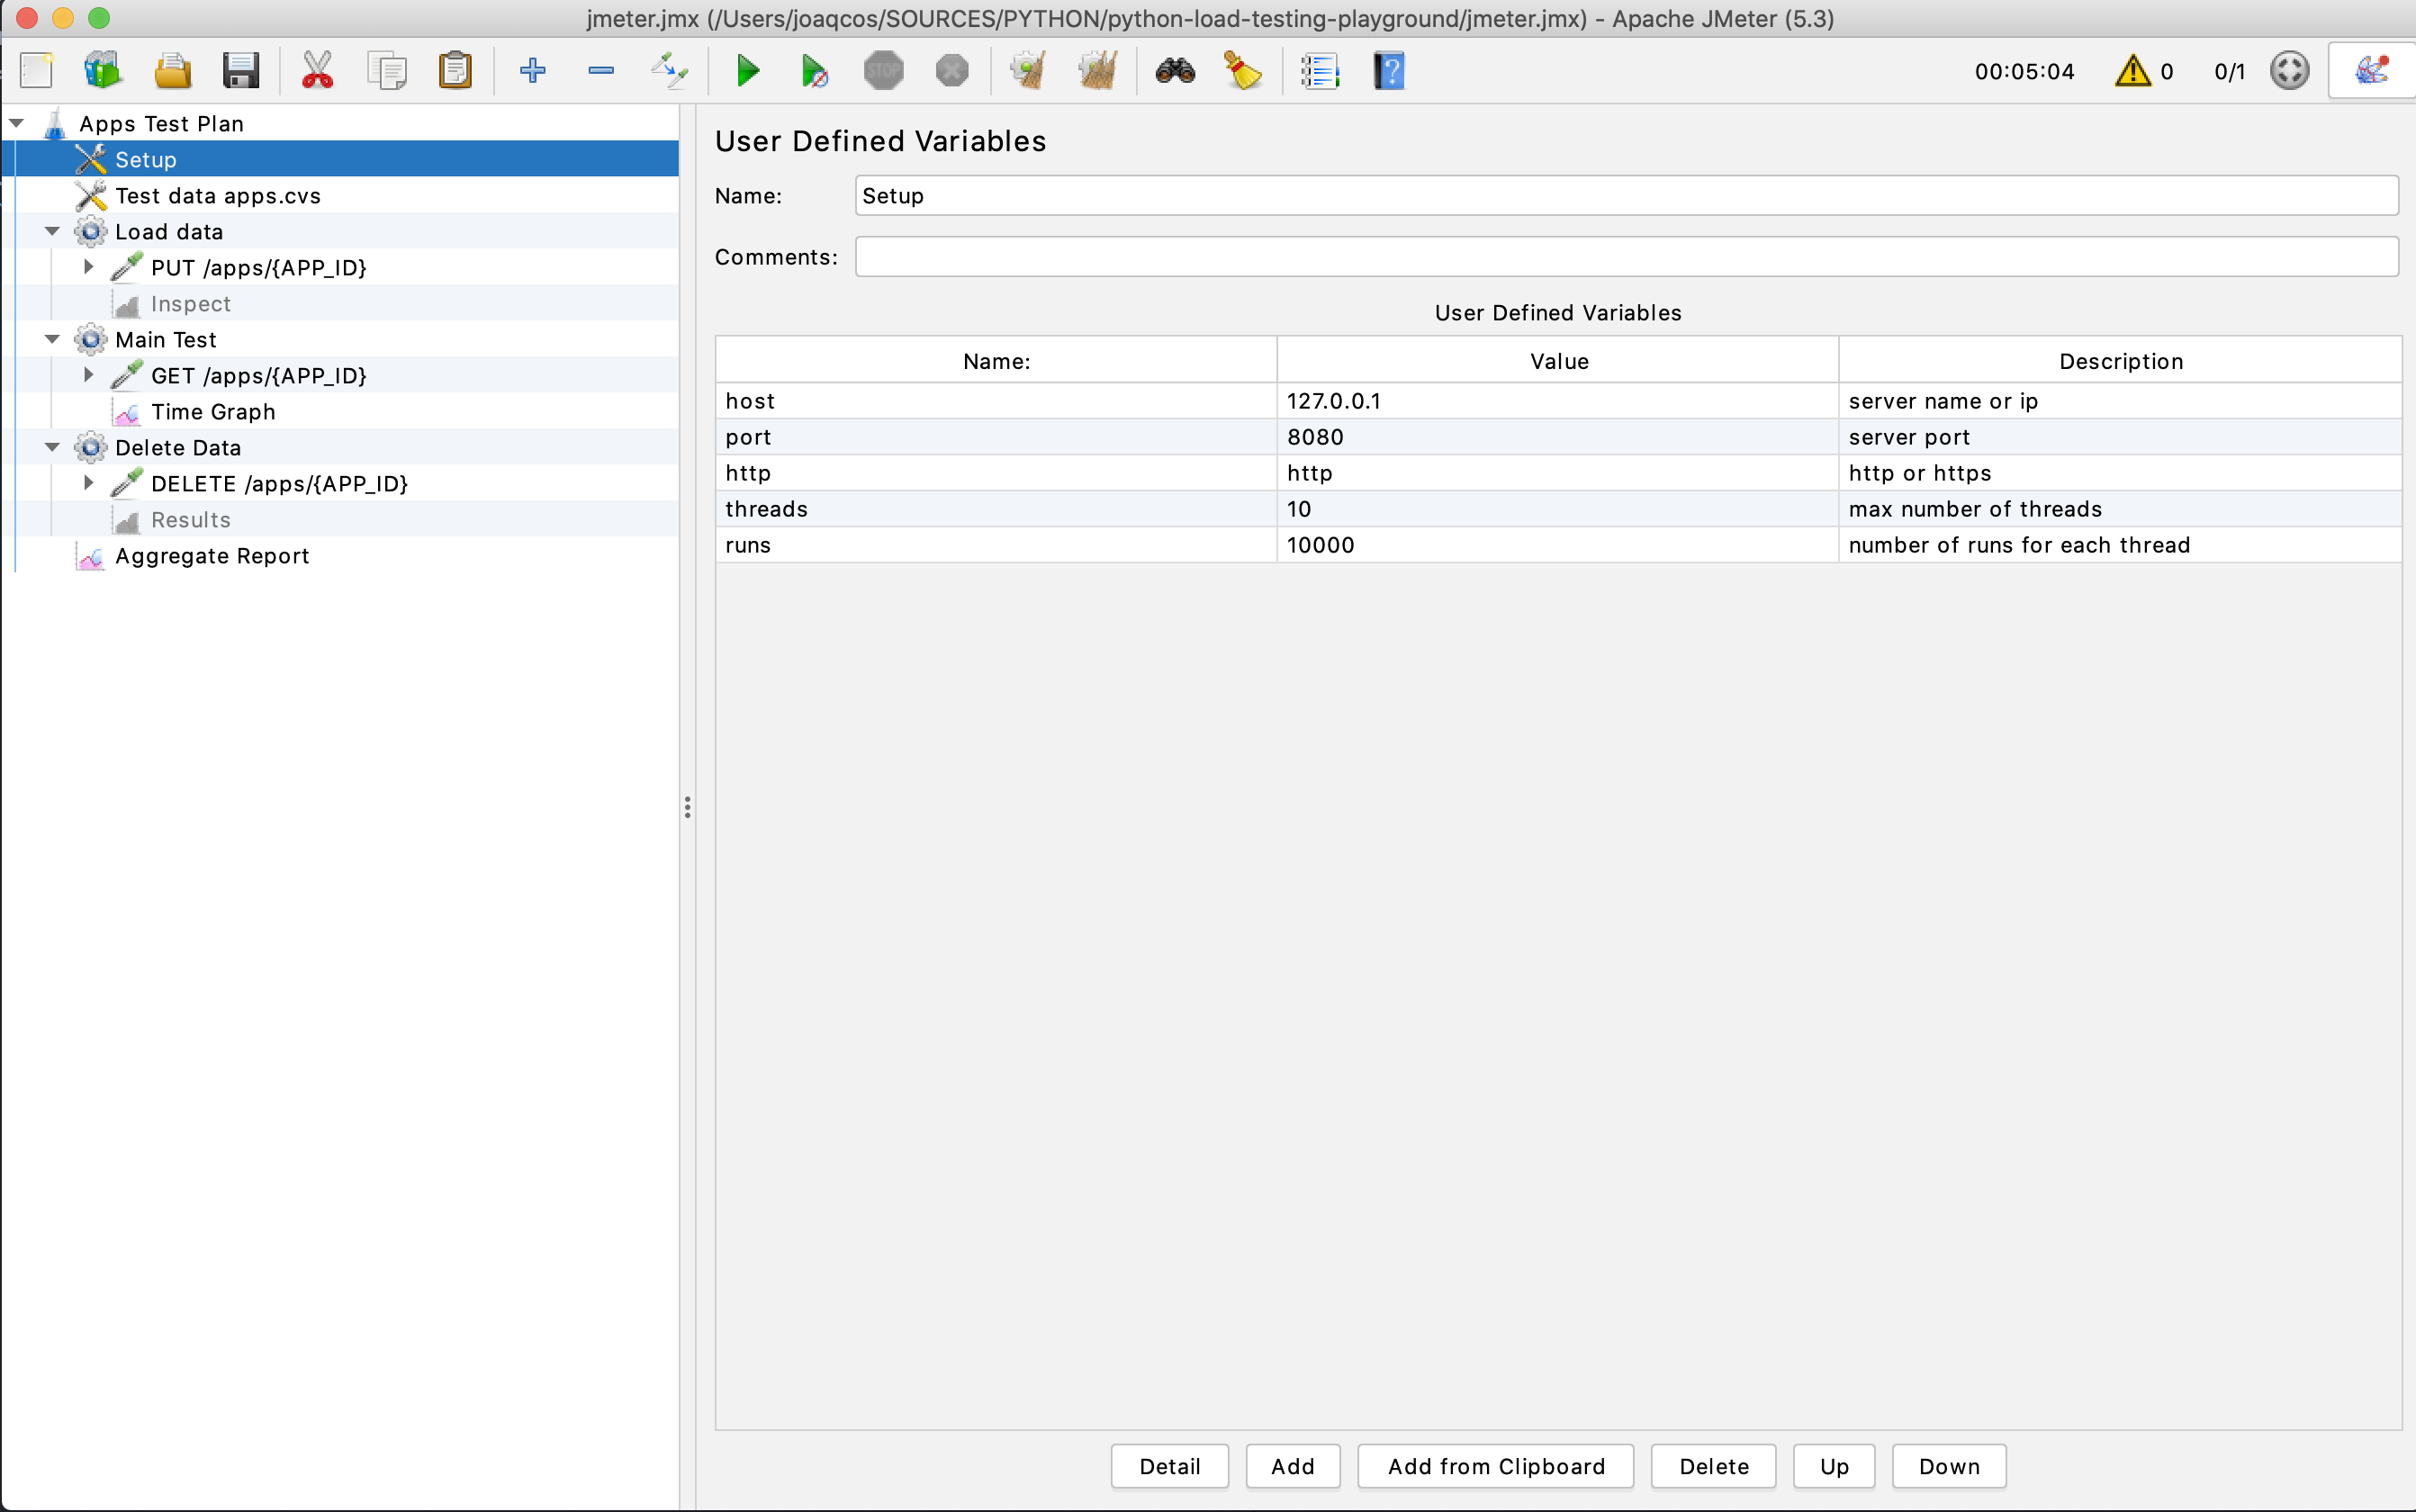 jmeter.jmx (/Users/joaqcos/SOURCES/PYTHON/python-load-testing-playground/jmeter.jmx) - Apache JMeter (5.3)
STOP
?
00:05:04
0
0/1
Apps Test Plan
Setup
Test data apps.cvs
Load data
PUT /apps/{APP_ID}
Inspect
Main Test
GET /apps/{APP_ID}
Time Graph
Delete Data
DELETE /apps/{APP_ID}
Results
Aggregate Report
User Defined Variables
Name: Setup
Comments:
User Defined Variables
Name: Value Description
host 127.0.0.1 server name or ip
port 8080 server port
http http http or https
threads 10 max number of threads
runs 10000 number of runs for each thread
Detail Add Add from Clipboard Delete Up Down